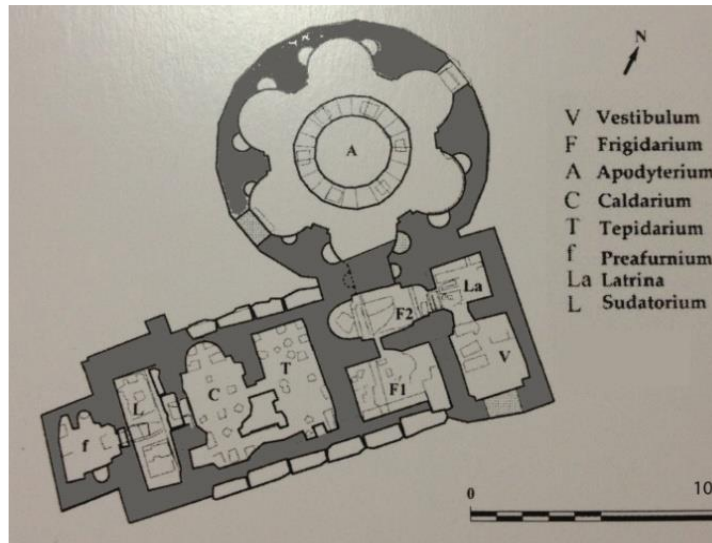 N
V Vestibulum
F Frigidarium
A Apodyterium
C Caldarium
T Tepidarium
f Preafurnium
La Latrina
L Sudatorium
A
La
F2
V
T
F1
C
L
f
0
10